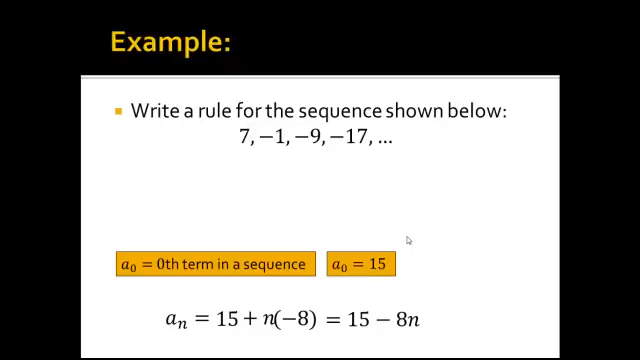 Example:
Write a rule for the sequence shown below:
7, −1, −9, −17, ...
a₀ = 0th term in a sequence
a₀ = 15
aₙ = 15 + n(−8) = 15 − 8n